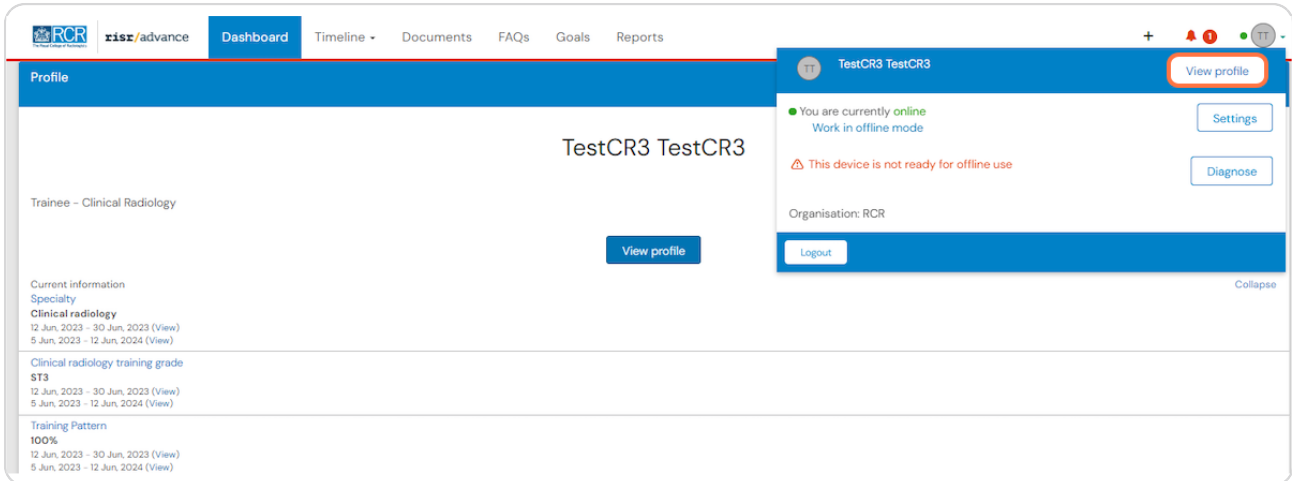 RCR
The Royal College of Radiologists
risr/advance
Dashboard
Timeline
Documents
FAQs
Goals
Reports
+
1
TT
Profile
TT
TestCR3 TestCR3
View profile
You are currently online
Work in offline mode
Settings
This device is not ready for offline use
Diagnose
Organisation: RCR
Logout
TestCR3 TestCR3
Trainee - Clinical Radiology
View profile
Current information
Collapse
Specialty
Clinical radiology
12 Jun, 2023 - 30 Jun, 2023 (View)
5 Jun, 2023 - 12 Jun, 2024 (View)
Clinical radiology training grade
ST3
12 Jun, 2023 - 30 Jun, 2023 (View)
5 Jun, 2023 - 12 Jun, 2024 (View)
Training Pattern
100%
12 Jun, 2023 - 30 Jun, 2023 (View)
5 Jun, 2023 - 12 Jun, 2024 (View)